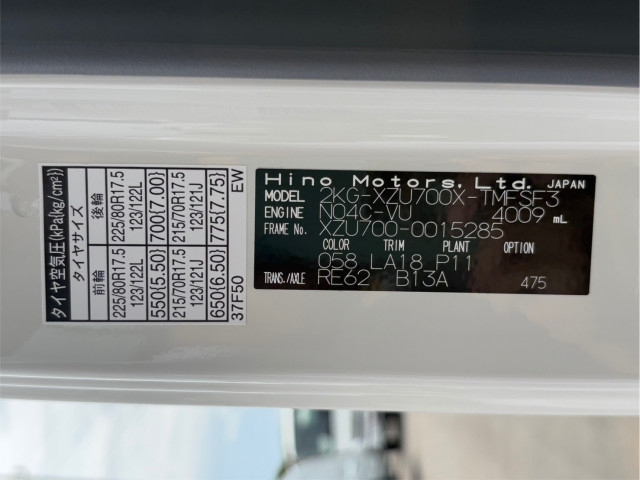 タイヤ空気圧(kPa(kg/cm²))
タイヤサイズ
前輪 後輪
225/80R17.5 225/80R17.5
123/122L 123/122L
550(5.50) 700(7.00)
215/70R17.5 215/70R17.5
123/121J 123/121J
650(6.50) 775(7.75)
37F50 EW
Hino Motors, Ltd. JAPAN
MODEL 2KG-XZU700X-TMFSF3
ENGINE N04C-VU 4009 mL
FRAME No. XZU700-0015285
COLOR TRIM PLANT OPTION
058 LA18 P11
TRANS./AXLE RE62 B13A 475